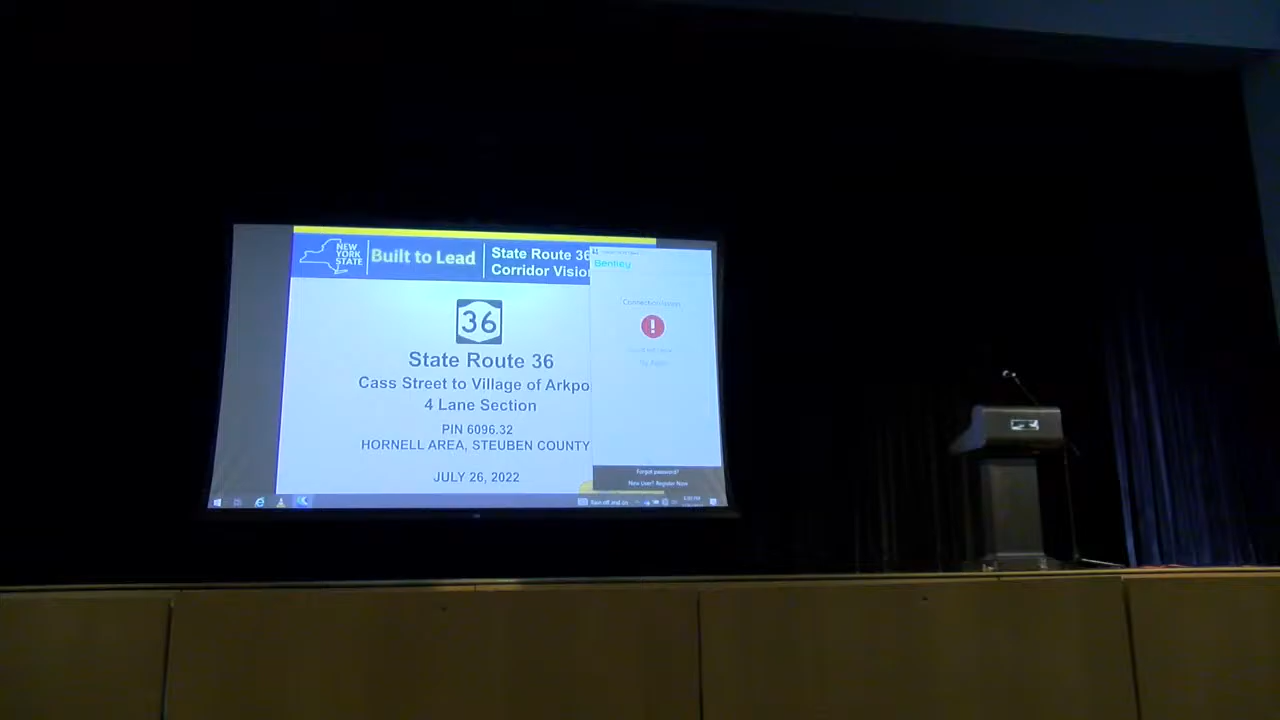 NEW
YORK
STATE
Built to Lead
State Route 36
Corridor Visio
Bentley
36
State Route 36
Cass Street to Village of Arkpo
4 Lane Section
PIN 6096.32
HORNELL AREA, STEUBEN COUNTY
JULY 26, 2022
!
Forgot password?
New User? Register Now